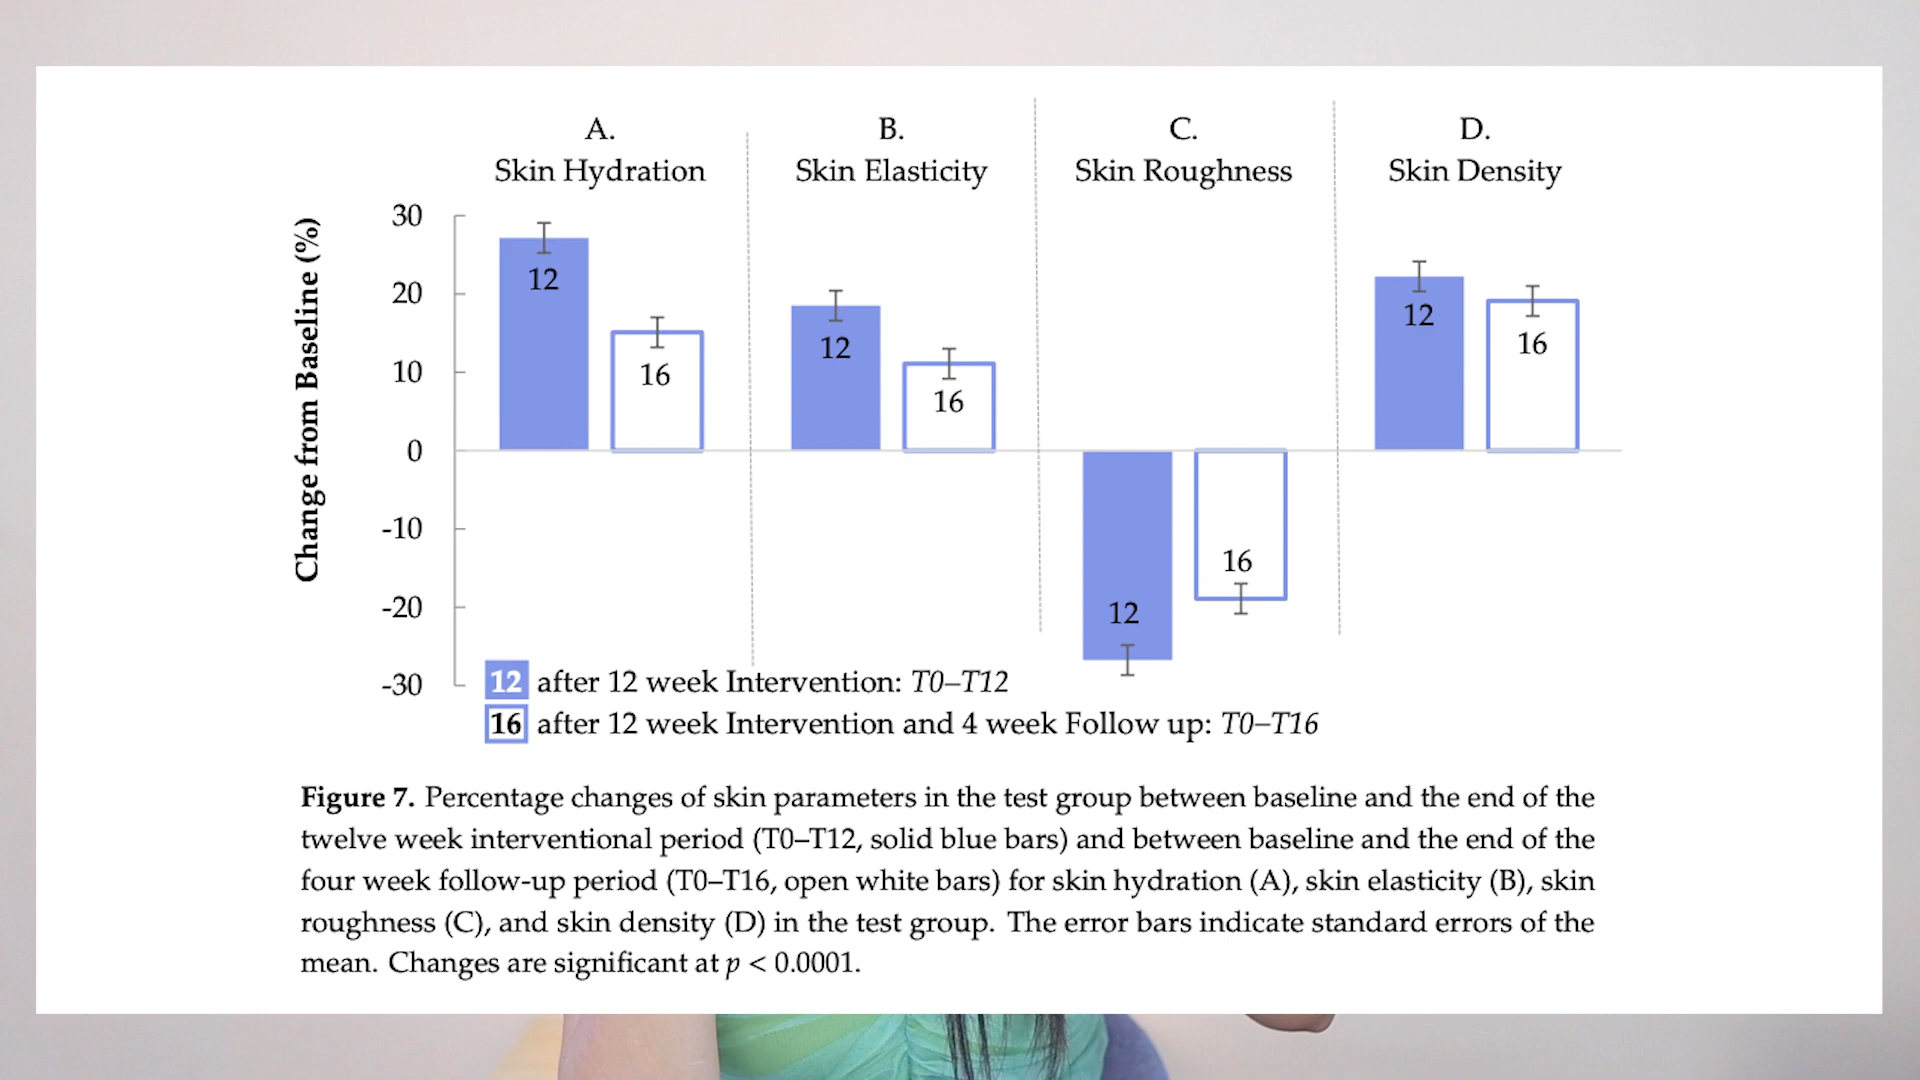 A.
Skin Hydration
B.
Skin Elasticity
C.
Skin Roughness
D.
Skin Density
Change from Baseline (%)
30
20
10
0
-10
-20
-30
12
16
12
16
12
16
12
16
12 after 12 week Intervention: T0–T12
16 after 12 week Intervention and 4 week Follow up: T0–T16
Figure 7. Percentage changes of skin parameters in the test group between baseline and the end of the
twelve week interventional period (T0–T12, solid blue bars) and between baseline and the end of the
four week follow-up period (T0–T16, open white bars) for skin hydration (A), skin elasticity (B), skin
roughness (C), and skin density (D) in the test group. The error bars indicate standard errors of the
mean. Changes are significant at p < 0.0001.